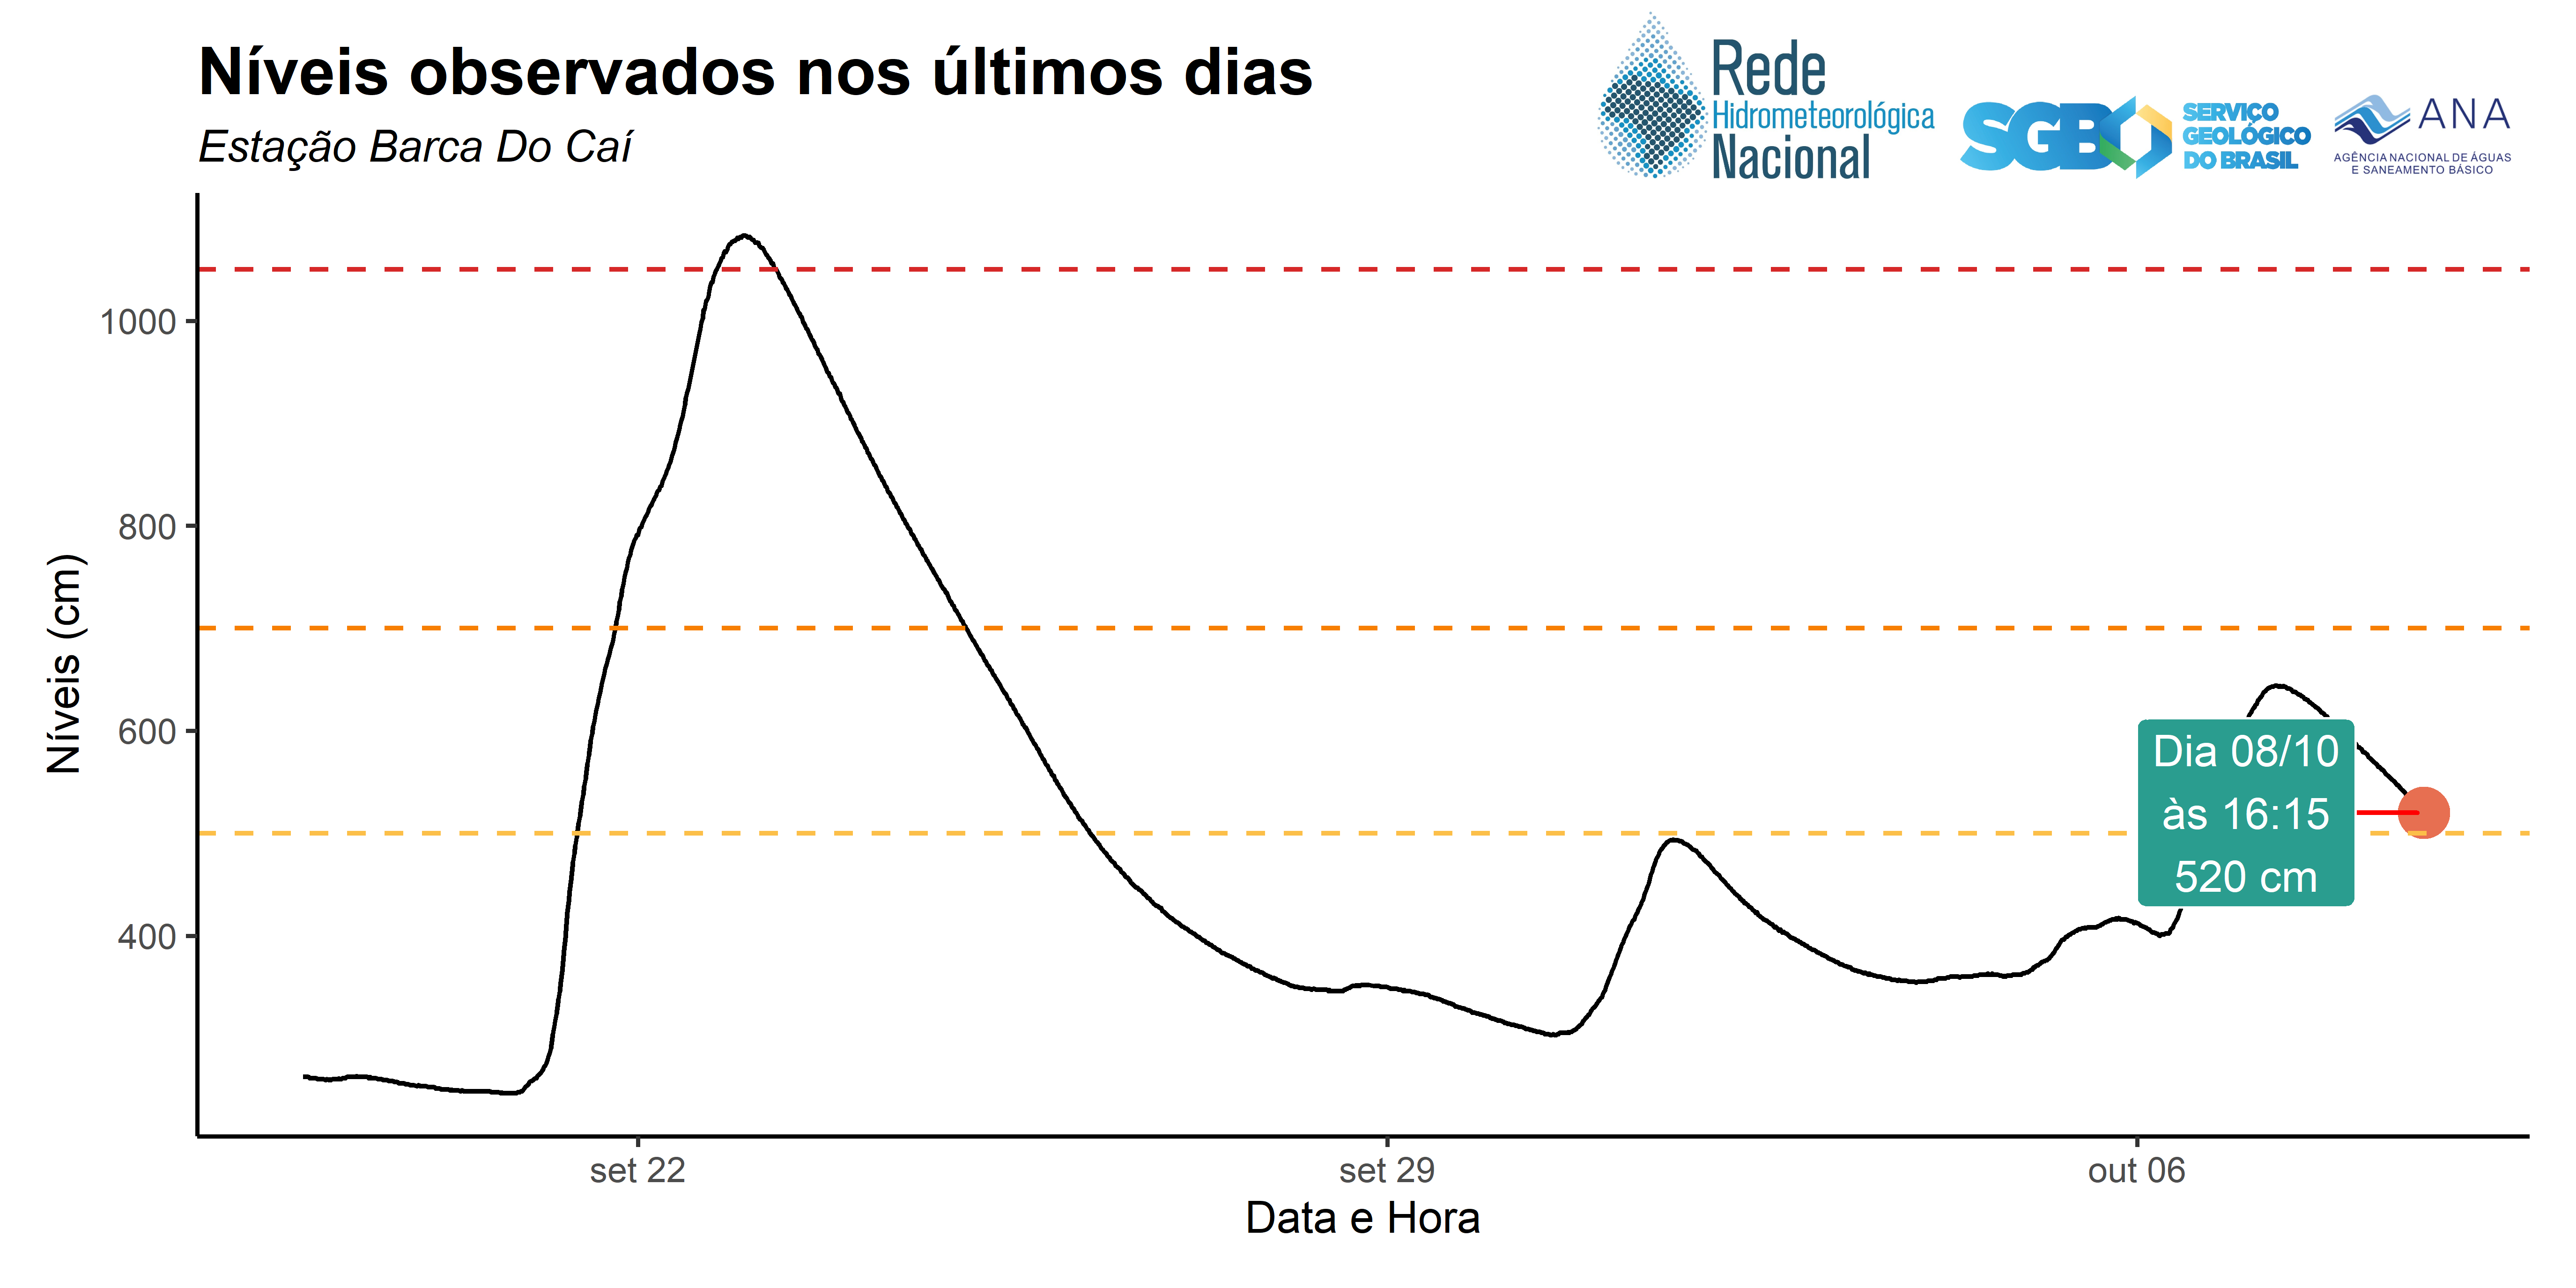 Níveis observados nos últimos dias
Estação Barca Do Caí
Rede
Hidrometeorológica
Nacional
SGB
SERVIÇO
GEOLÓGICO
DO BRASIL
ANA
AGÊNCIA NACIONAL DE ÁGUAS
E SANEAMENTO BÁSICO
Níveis (cm)
1000
800
600
400
Dia 08/10
às 16:15
520 cm
set 22
set 29
out 06
Data e Hora